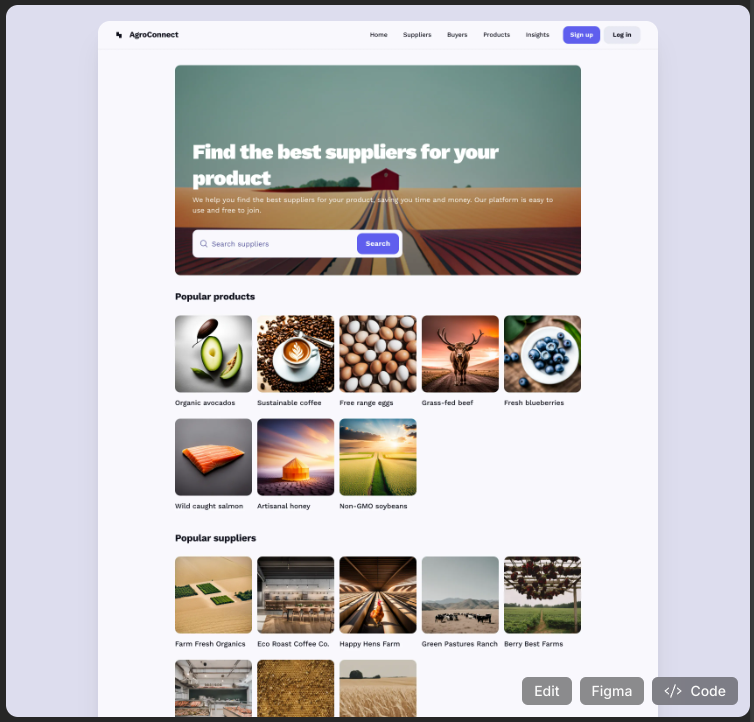 AgroConnect
Home Suppliers Buyers Products Insights Sign up Log in
Find the best suppliers for your
product
We help you find the best suppliers for your product, saving you time and money. Our platform is easy to
use and free to join.
Search suppliers Search
Popular products
Organic avocados Sustainable coffee Free range eggs Grass-fed beef Fresh blueberries
Wild caught salmon Artisanal honey Non-GMO soybeans
Popular suppliers
Farm Fresh Organics Eco Roast Coffee Co. Happy Hens Farm Green Pastures Ranch Berry Best Farms
Edit Figma </> Code